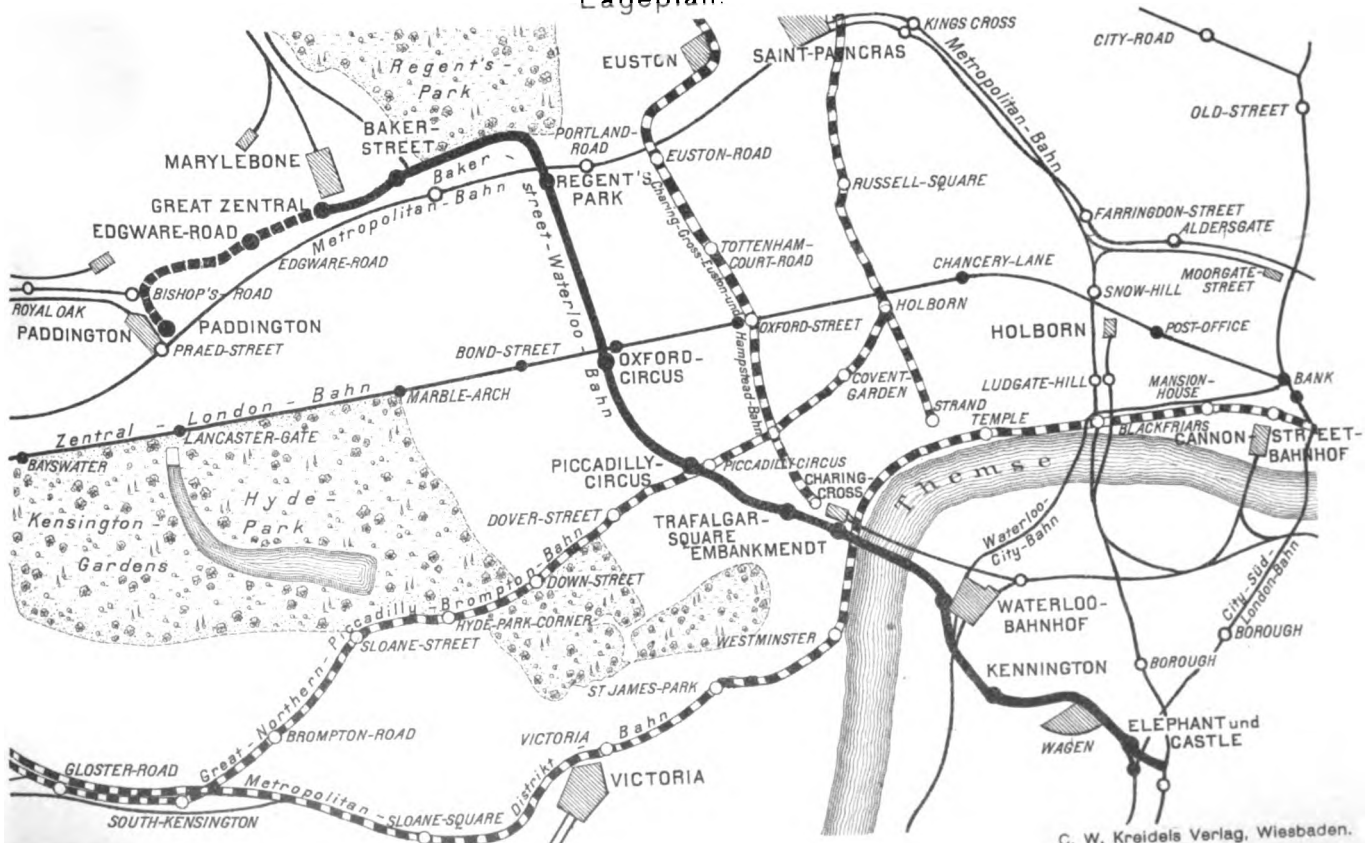 Lageplan.
KINGS CROSS
CITY-ROAD
Regent's-
Park
EUSTON
SAINT-PANCRAS
Metropolitan-Bahn
OLD-STREET
BAKER-
STREET
PORTLAND-
ROAD
MARYLEBONE
EUSTON-ROAD
Baker-
street-Waterloo-
Bahn
REGENT'S
PARK
RUSSELL-SQUARE
GREAT ZENTRAL
Metropolitan-Bahn
Charing-Cross-Euston-und
Hampstead-Bahn
FARRINGDON-STREET
ALDERSGATE
EDGWARE-ROAD
EDGWARE-ROAD
TOTTENHAM-
COURT-ROAD
CHANCERY-LANE
MOORGATE-
STREET
BISHOP'S-ROAD
ROYAL OAK
SNOW-HILL
HOLBORN
PADDINGTON
PADDINGTON
OXFORD-STREET
HOLBORN
POST-OFFICE
PRAED-STREET
BOND-STREET
OXFORD-
CIRCUS
COVENT-
GARDEN
LUDGATE-HILL
MANSION-
HOUSE
BANK
MARBLE-ARCH
Zentral-London-Bahn
LANCASTER-GATE
STRAND
TEMPLE
BLACKFRIARS
CANNON-STREET-
BAHNHOF
BAYSWATER
PICCADILLY-
CIRCUS
PICCADILLY-CIRCUS
CHARING-
CROSS
Themse
Hyde
Park
Kensington-
Gardens
DOVER-STREET
TRAFALGAR-
SQUARE
EMBANKMENDT
Waterloo-
City-Bahn
DOWN-STREET
City-Süd-
London-Bahn
Great-Northern-Piccadilly-Brompton-Bahn
HYDE-PARK-CORNER
WATERLOO-
BAHNHOF
SLOANE-STREET
WESTMINSTER
BOROUGH
KENNINGTON
BOROUGH
ST JAMES-PARK
BROMPTON-ROAD
VICTORIA
WAGEN
ELEPHANT und
CASTLE
GLOSTER-ROAD
VICTORIA
Metropolitan-Distrikt-Bahn
SOUTH-KENSINGTON
SLOANE-SQUARE
C. W. Kreidels Verlag, Wiesbaden.